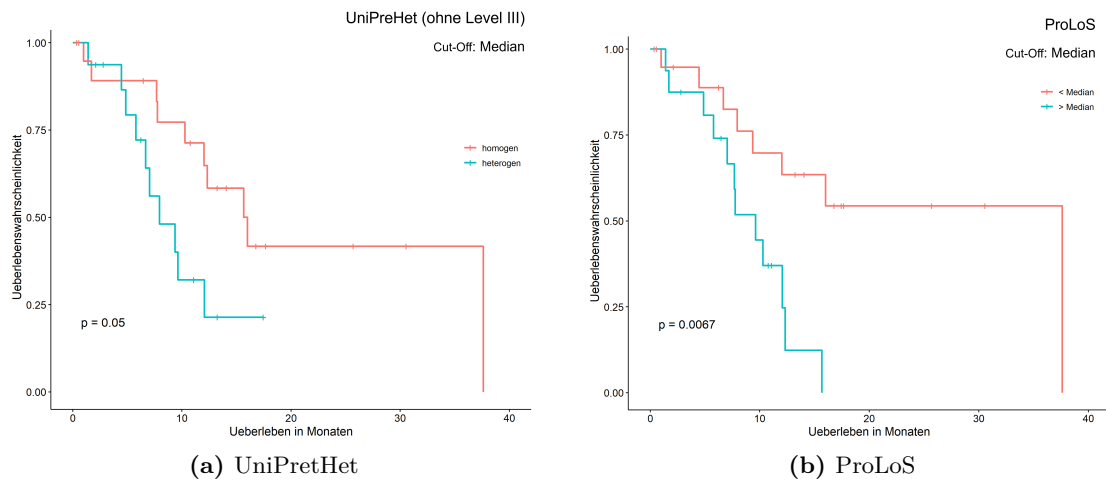 UniPreHet (ohne Level III)
Cut-Off: Median
homogen
heterogen
p = 0.05
Ueberlebenswahrscheinlichkeit
1.00
0.75
0.50
0.25
0.00
0 10 20 30 40
Ueberleben in Monaten
(a) UniPretHet
ProLoS
Cut-Off: Median
< Median
> Median
p = 0.0067
Ueberlebenswahrscheinlichkeit
1.00
0.75
0.50
0.25
0.00
0 10 20 30 40
Ueberleben in Monaten
(b) ProLoS